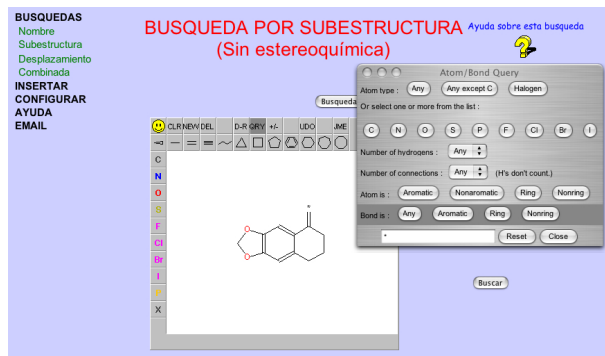 BUSQUEDAS
Nombre
Subestructura
Desplazamiento
Combinada
INSERTAR
CONFIGURAR
AYUDA
EMAIL
BUSQUEDA POR SUBESTRUCTURA
(Sin estereoquímica)
Ayuda sobre esta busqueda
?
Busqueda
CLR NEW DEL D-R QRY +/- UDO JME
C
N
O
S
F
Cl
Br
I
P
X
*
O
O
Atom/Bond Query
Atom type : Any Any except C Halogen
Or select one or more from the list :
C N O S P F Cl Br I
Number of hydrogens : Any
Number of connections : Any (H's don't count.)
Atom is : Aromatic Nonaromatic Ring Nonring
Bond is : Any Aromatic Ring Nonring
* Reset Close
Buscar